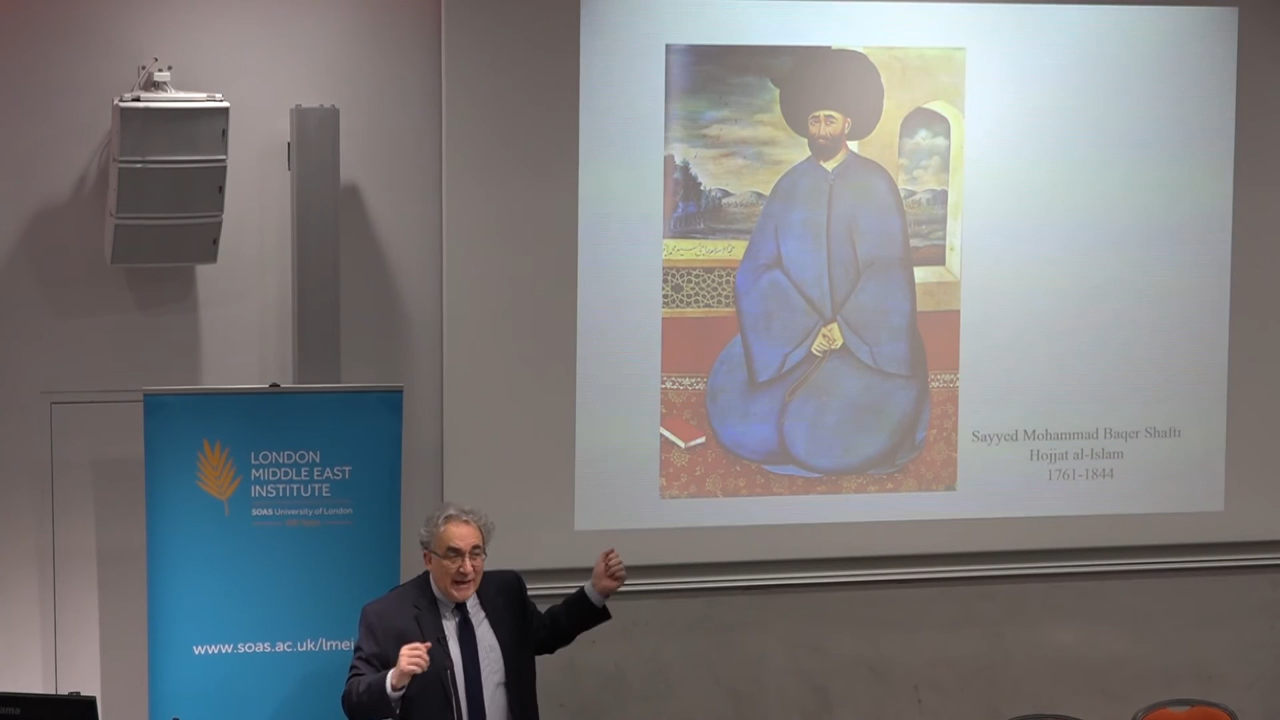 LONDON
MIDDLE EAST
INSTITUTE
SOAS University of London
www.soas.ac.uk/lmei
Sayyed Mohammad Baqer Shafti
Hojjat al-Islam
1761-1844
ama